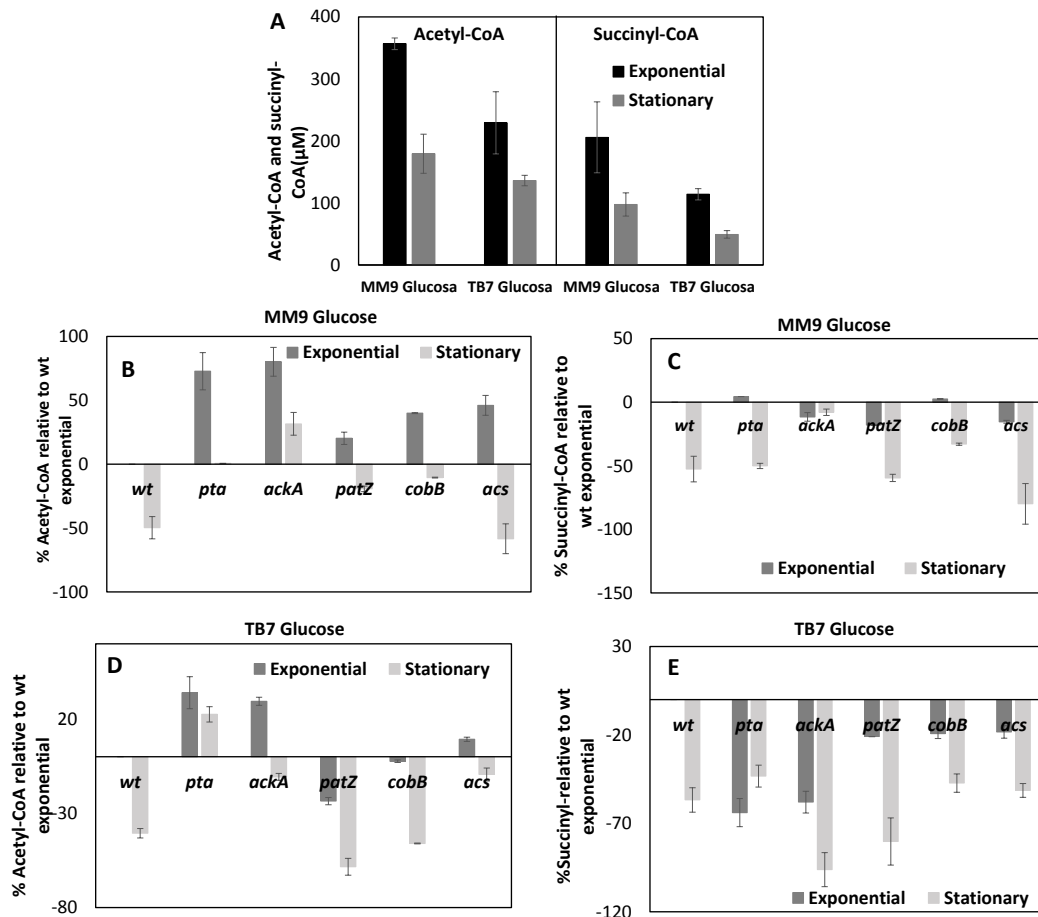 A
Acetyl-CoA
Succinyl-CoA
Exponential
Stationary
Acetyl-CoA and succinyl-
CoA(µM)
400
300
200
100
0
MM9 Glucosa
TB7 Glucosa
MM9 Glucosa
TB7 Glucosa
MM9 Glucose
B
Exponential
Stationary
% Acetyl-CoA relative to wt
exponential
100
50
0
-50
-100
wt
pta
ackA
patZ
cobB
acs
MM9 Glucose
C
% Suuccinyl-CoA relative to
wt exponential
50
0
-50
-100
-150
wt
pta
ackA
patZ
cobB
acs
Exponential
Stationary
TB7 Glucose
D
Exponential
Stationary
% Acetyl-CoA relative to wt
exponential
20
-30
-80
wt
pta
ackA
patZ
cobB
acs
TB7 Glucose
E
%Succinyl-relative to wt
exponential
30
-20
-70
-120
wt
pta
ackA
patZ
cobB
acs
Exponential
Stationary